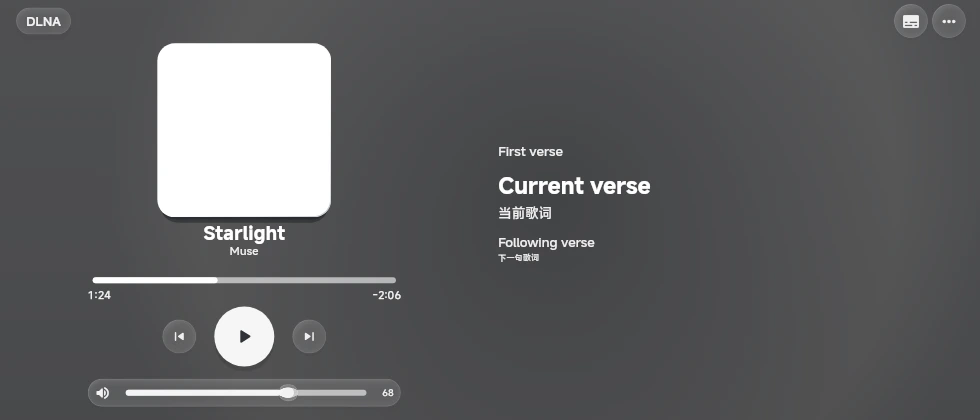 DLNA
Starlight
Muse
1:24
-2:06
68
First verse
Current verse
当前歌词
Following verse
下一句歌词